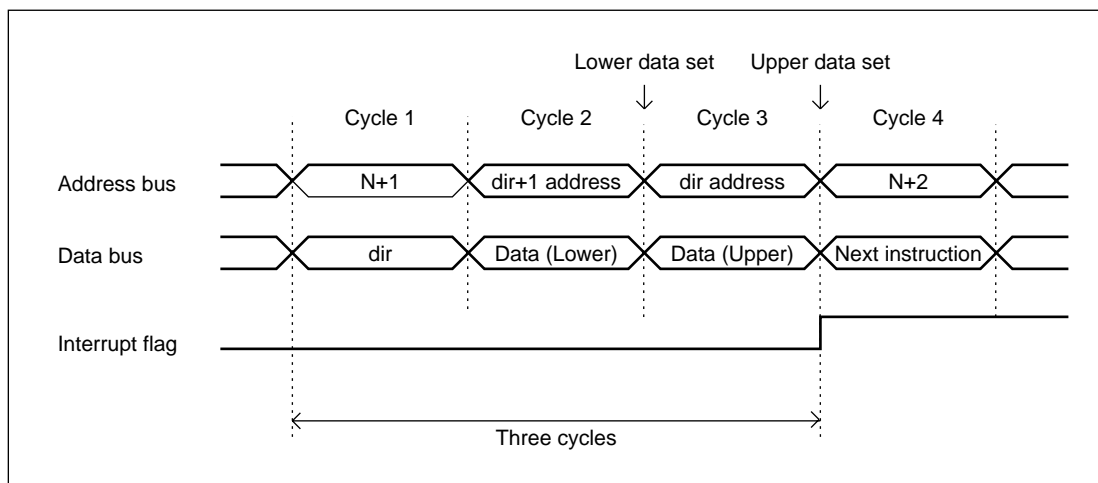 Lower data set Upper data set
Cycle 1 Cycle 2 Cycle 3 Cycle 4
Address bus N+1 dir+1 address dir address N+2
Data bus dir Data (Lower) Data (Upper) Next instruction
Interrupt flag
Three cycles